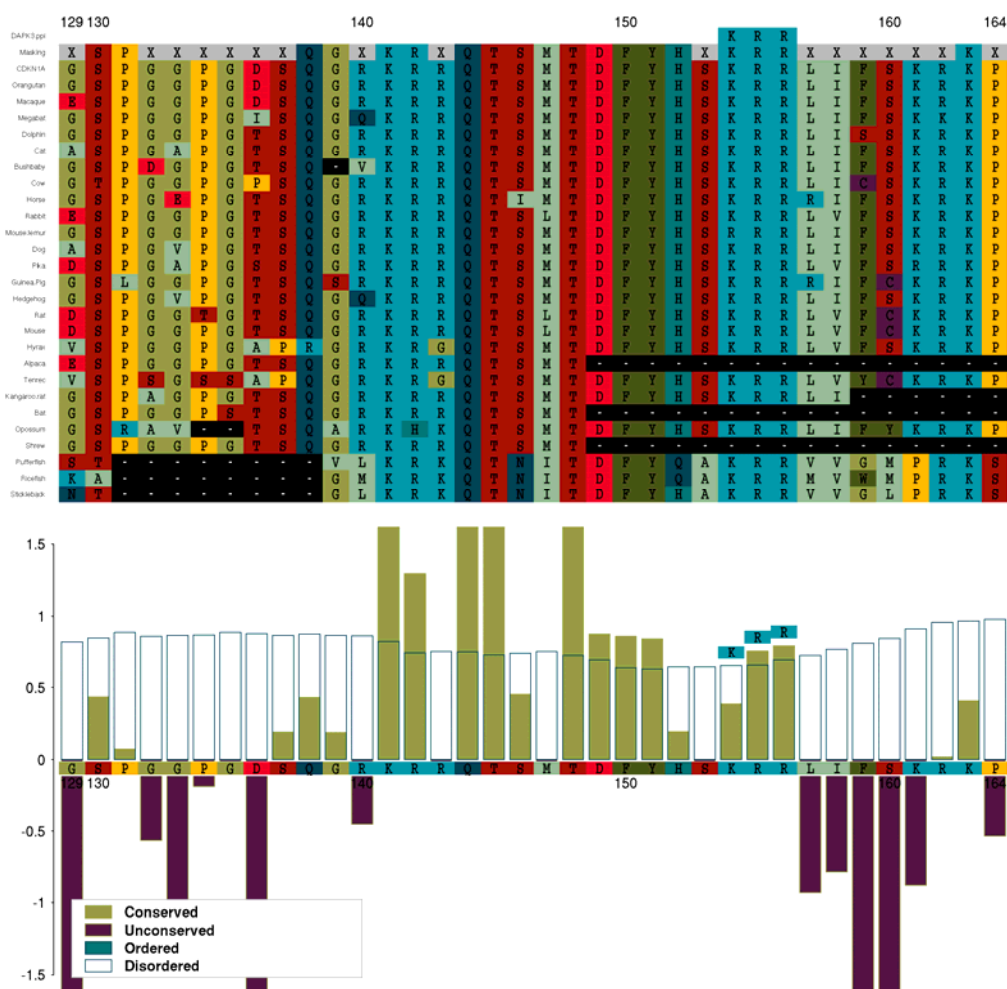 129 130 140 150 160 164
DAPK3.ppi K R R
Masking X S P X X X X X X Q G X K R X Q T S M T D F Y H X K R R X X X X X X K P
CDKN1A G S P G G P G D S Q G R K R R Q T S M T D F Y H S K R R L I F S K R K P
Orangutan G S P G G P G D S Q G R K R R Q T S M T D F Y H S K R R L I F S K R K P
Macaque E S P G G P G D S Q G R K R R Q T S M T D F Y H S K R R L I F S K R K P
Megabat G S P G G P G I S Q G Q K R R Q T S M T D F Y H S K R R L I F S K R K P
Dolphin G S P G G P G T S Q G R K R R Q T S M T D F Y H S K R R L I S S K R K P
Cat A S P G A P G T S Q G R K R R Q T S M T D F Y H S K R R L I F S K R K P
Bushbaby G S P D G P G T S Q - V K R R Q T S M T D F Y H S K R R L I F S K R K P
Cow G T P G G P G P S Q G R K R R Q T S M T D F Y H S K R R L I C S K R K P
Horse G S P G E P G T S Q G R K R R Q T I M T D F Y H S K R R R I F S K R K P
Rabbit E S P G G P G T S Q G R K R R Q T S L T D F Y H S K R R L V F S K R K P
Mouse.lemur G S P G G P G T S Q G R K R R Q T S M T D F Y H S K R R L I F S K R K P
Dog A S P G V P G T S Q G R K R R Q T S M T D F Y H S K R R L I F S K R K P
Pika D S P G A P G S S Q G R K R R Q T S M T D F Y H S K R R L V F S R R K P
Guinea.Pig G S L G G P G T S Q S R K R R Q T S M T D F Y H S K R R R I F C K R K P
Hedgehog G S P G V P G T S Q G Q K R R Q T S M T D F Y H S K R R L I F S K R K P
Rat D S P G G T G T S Q G R K R R Q T S L T D F Y H S K R R L V F C K R K P
Mouse D S P G G P G T S Q G R K R R Q T S L T D F Y H S K R R L V F C K R K P
Hyrax V S P G G P G A P R G R K R G Q T S M T D F Y H S K R R L V F S K R K P
Alpaca E S P G G P G T S Q G R K R R Q T S M T - - - - - - - - - - - - - - - -
Tenrec V S P S G S S A P Q G R K R G Q T S M T D F Y H S K R R L V Y C K R K P
Kangaroo.rat G S P A G P G T S Q G R K R R Q T S M T D F Y H S K R R L I - - - - - -
Bat G S P G G P S T S Q G R K R R Q T S M T - - - - - - - - - - - - - - - -
Opossum G S R A V - - T S Q A R K H K Q T S M T D F Y H S K R R L I F Y K R K P
Shrew G S P G G P G T S Q G R K R R Q T S M T - - - - - - - - - - - - - - - -
Pufferfish S T - - - - - - - - V L K R K Q T N I T D F Y Q A K R R V V G M P R K S
Ricefish K A - - - - - - - - G M K R K Q T N I T D F Y Q A K R R M V W M P R K S
Stickleback N T - - - - - - - - G L K R K Q T N I T D F Y H A K R R V V G L P R K S
1.5
1
K R R
0.5
0
G S P G G P G D S Q G R K R R Q T S M T D F Y H S K R R L I F S K R K P
129 130 140 150 160 164
-0.5
-1
Conserved
Unconserved
Ordered
Disordered
-1.5